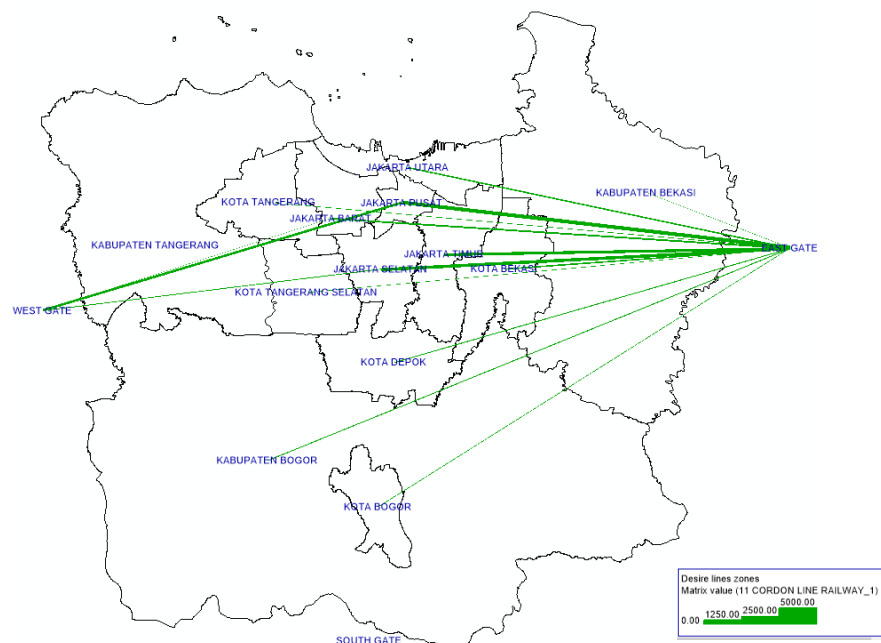 JAKARTA UTARA
KABUPATEN BEKASI
KOTA TANGERANG
JAKARTA PUSAT
JAKARTA BARAT
KABUPATEN TANGERANG
EAST GATE
JAKARTA TIMUR
JAKARTA SELATAN
KOTA BEKASI
KOTA TANGERANG SELATAN
WEST GATE
KOTA DEPOK
KABUPATEN BOGOR
KOTA BOGOR
SOUTH GATE
Desire lines zones
Matrix value (11 CORDON LINE RAILWAY_1)
0.00 1250.00 2500.00 5000.00